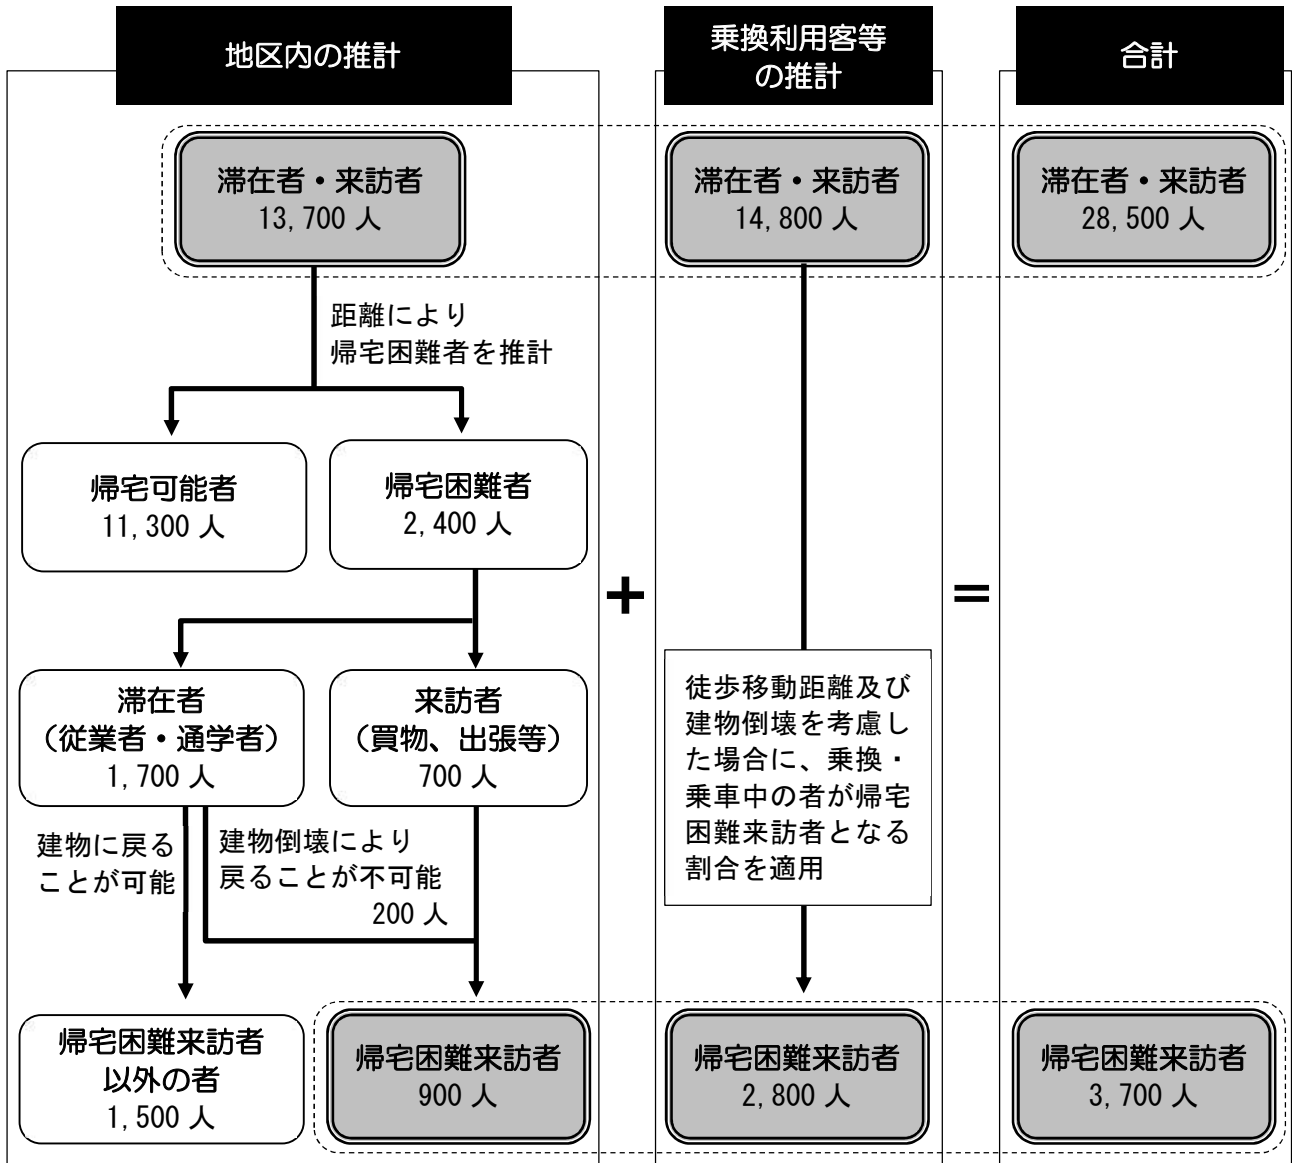 地区内の推計
乗換利用客等
の推計
合計
滞在者・来訪者
13,700 人
滞在者・来訪者
14,800 人
滞在者・来訪者
28,500 人
距離により
帰宅困難者を推計
帰宅可能者
11,300 人
帰宅困難者
2,400 人
+
=
滞在者
（従業者・通学者）
1,700 人
来訪者
（買物、出張等）
700 人
徒歩移動距離及び
建物倒壊を考慮し
た場合に、乗換・
乗車中の者が帰宅
困難来訪者となる
割合を適用
建物に戻る
ことが可能
建物倒壊により
戻ることが不可能
200 人
帰宅困難来訪者
以外の者
1,500 人
帰宅困難来訪者
900 人
帰宅困難来訪者
2,800 人
帰宅困難来訪者
3,700 人